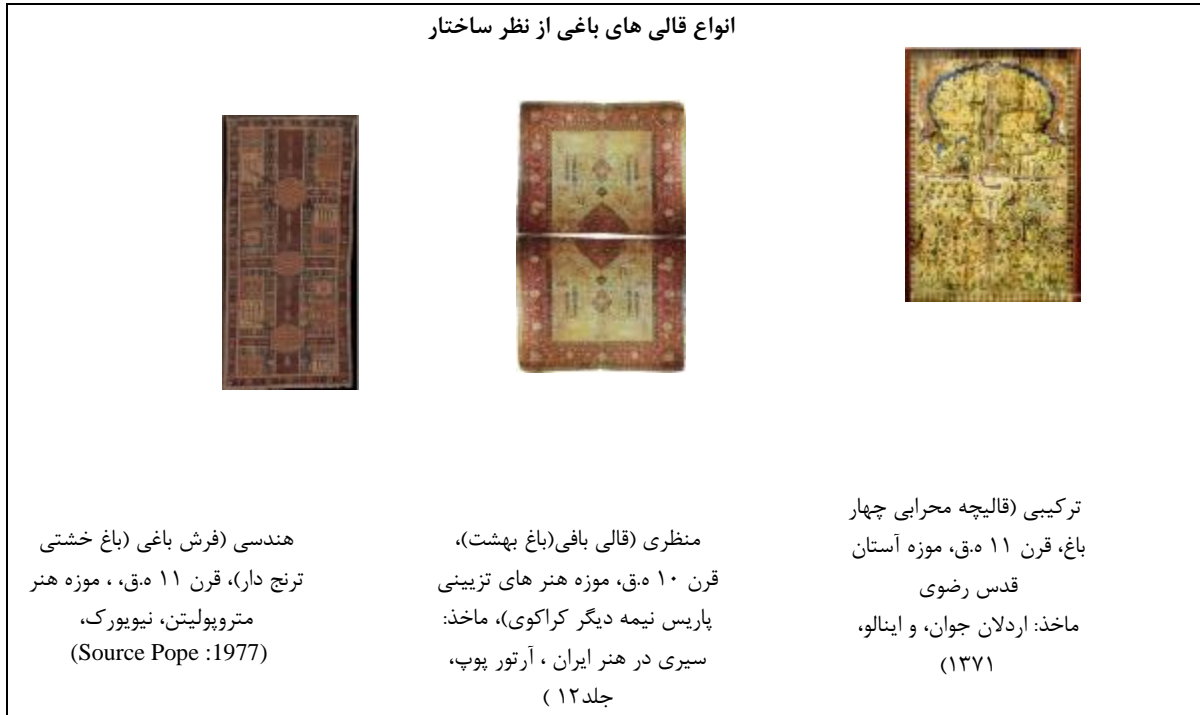 انواع قالی های باغی از نظر ساختار
ترکیبی (قالیچه محرابی چهار
باغ، قرن ۱۱ ه.ق، موزه آستان
قدس رضوی
ماخذ: اردلان جوان، و اینالو،
۱۳۷۱)
منظری (قالی بافی(باغ بهشت)،
قرن ۱۰ ه.ق، موزه هنر های تزیینی
پاریس نیمه دیگر کراکوی)، ماخذ:
سیری در هنر ایران ، آرتور پوپ،
جلد۱۲ )
هندسی (فرش باغی (باغ خشتی
ترنج دار)، قرن ۱۱ ه.ق، ، موزه هنر
متروپولیتن، نیویورک،
(Source Pope :1977)